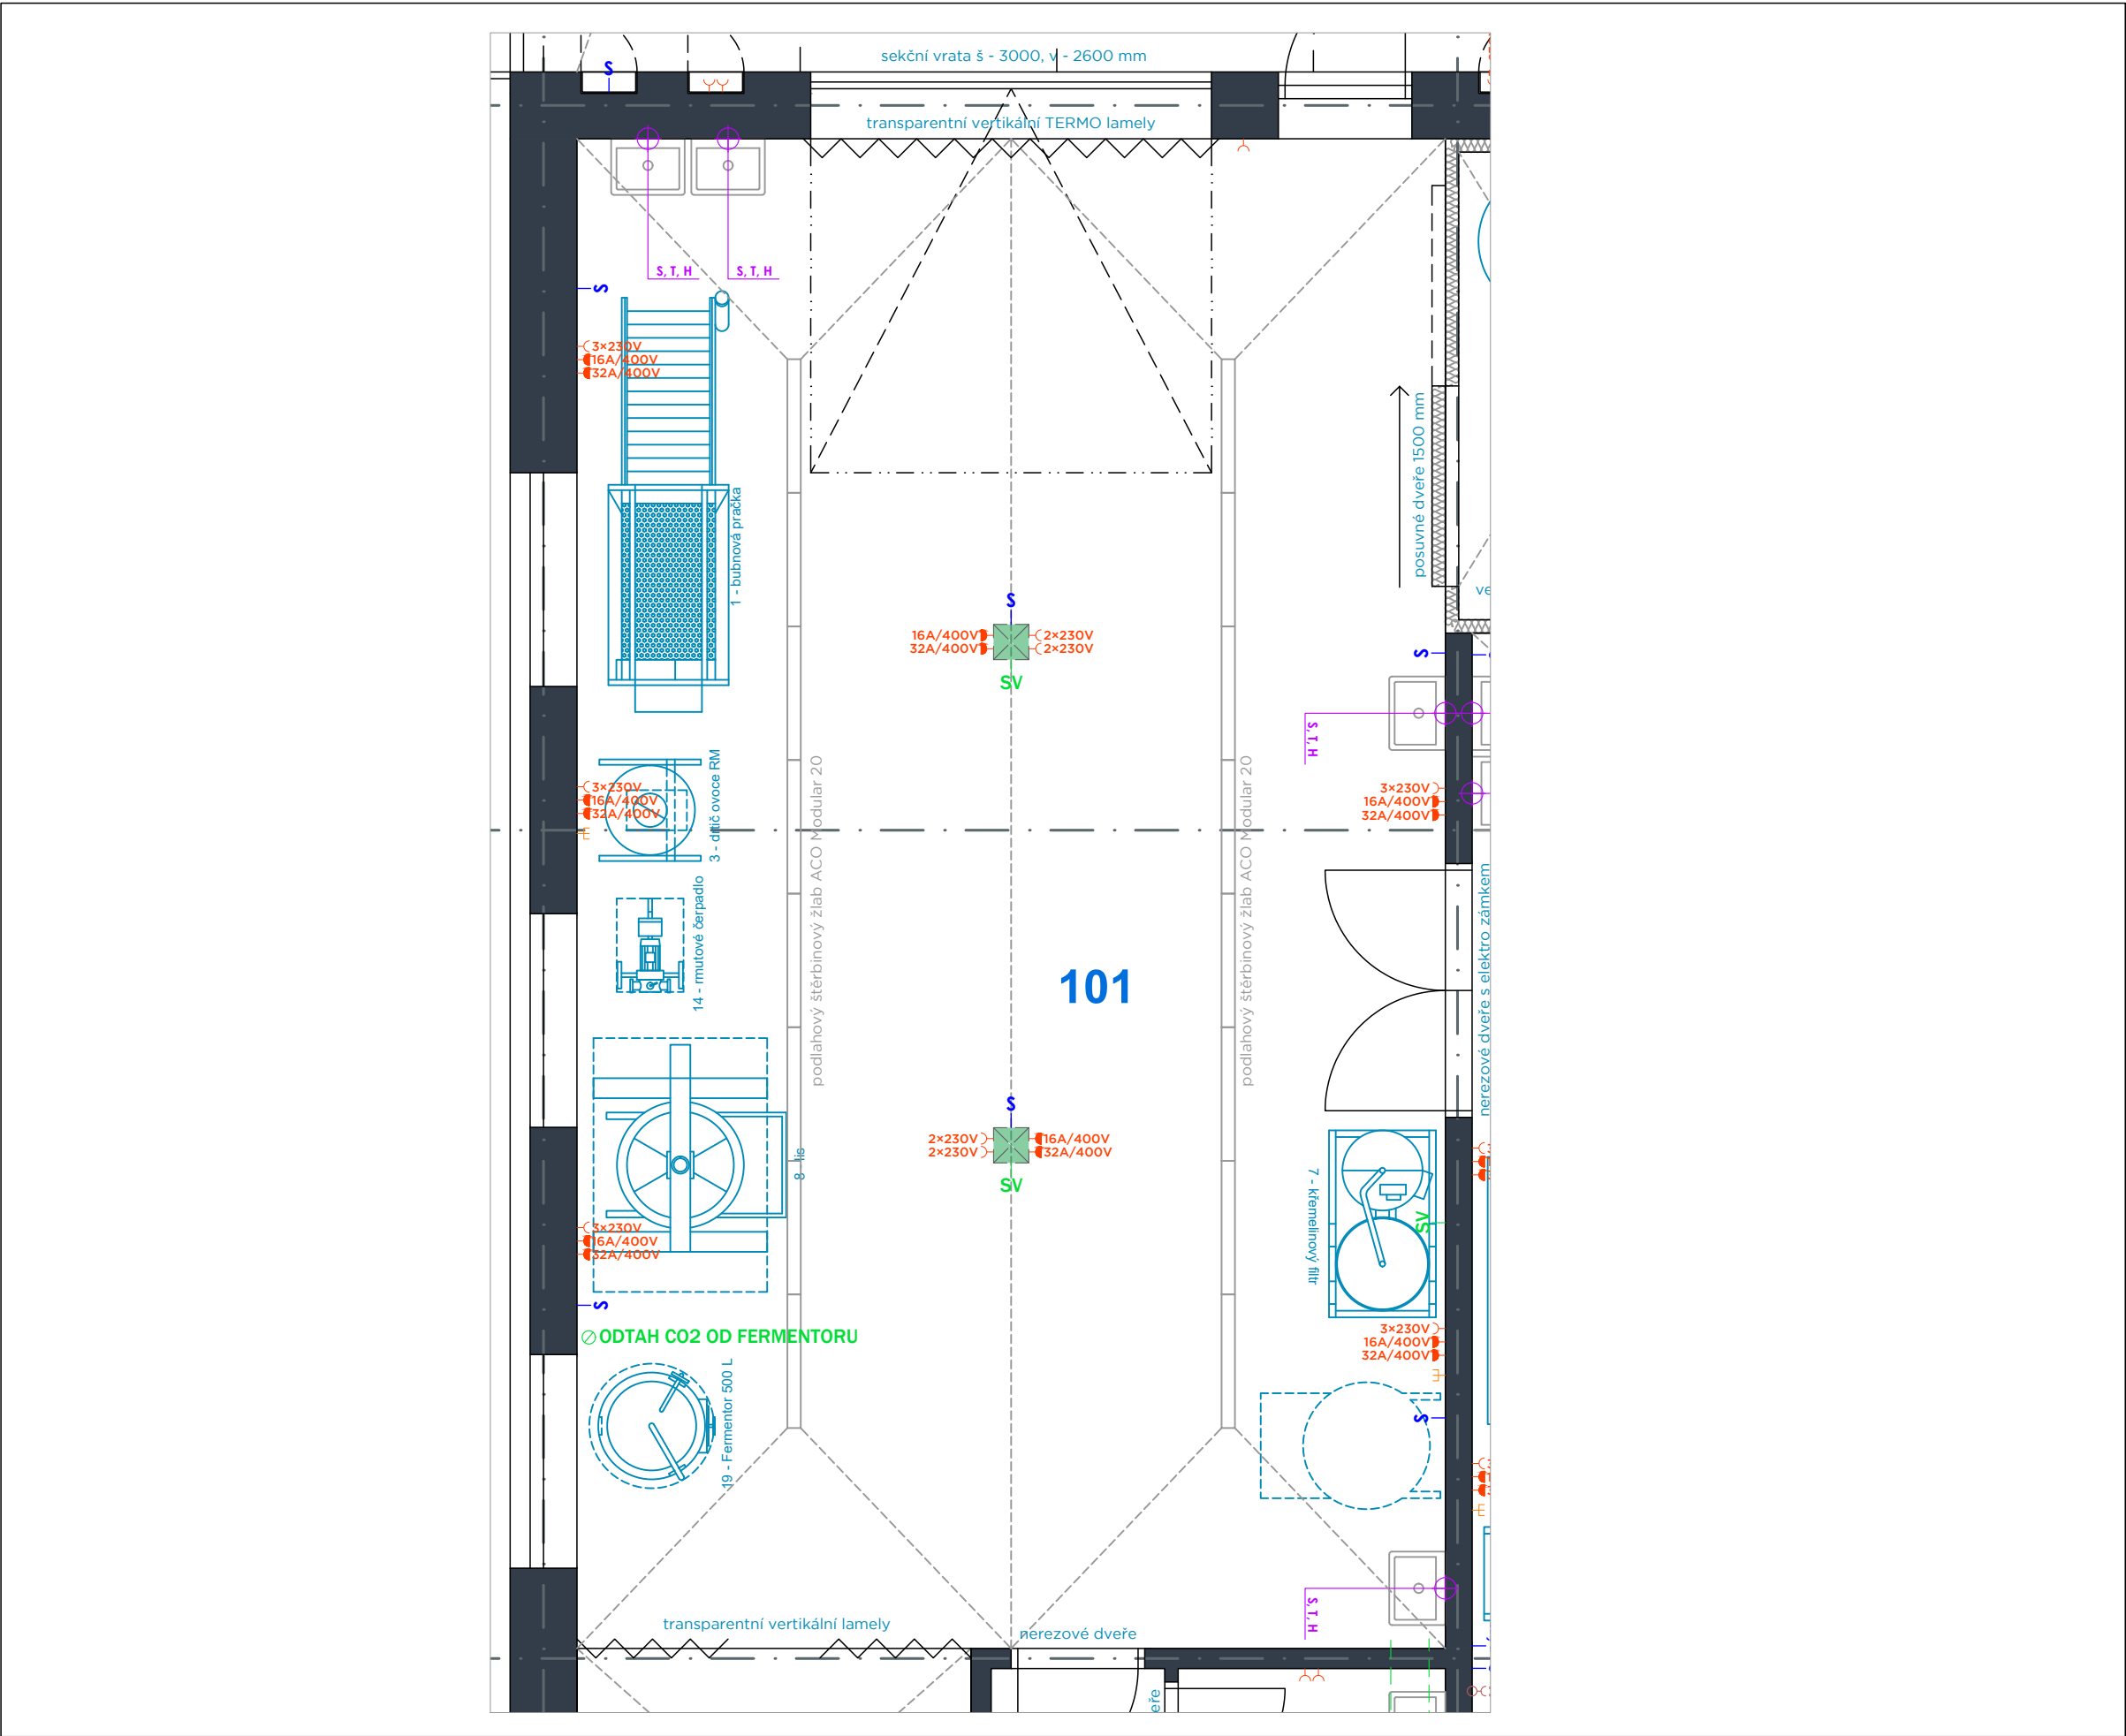 sekční vrata š - 3000, v - 2600 mm
S
transparentní vertikální TERMO lamely
S, T, H
S, T, H
S
3×230V
16A/400V
32A/400V
posuvné dveře 1500 mm
1 - bubnová pračka
S
16A/400V
2×230V
32A/400V
2×230V
SV
S
S, T, H
3 - drtič ovoce RM
podlahový štěrbinový žlab ACO Modular 20
podlahový štěrbinový žlab ACO Modular 20
3×230V
16A/400V
32A/400V
3×230V
16A/400V
32A/400V
14 - rmutové čerpadlo
nerezové dveře s elektro zámkem
101
S
2×230V
16A/400V
2×230V
32A/400V
SV
8 - lis
7 - křemelinový filtr
SV
3×230V
16A/400V
32A/400V
S
ODTAH CO2 OD FERMENTORU
3×230V
16A/400V
32A/400V
19 - Fermentor 500 L
S
S, T, H
transparentní vertikální lamely
nerezové dveře